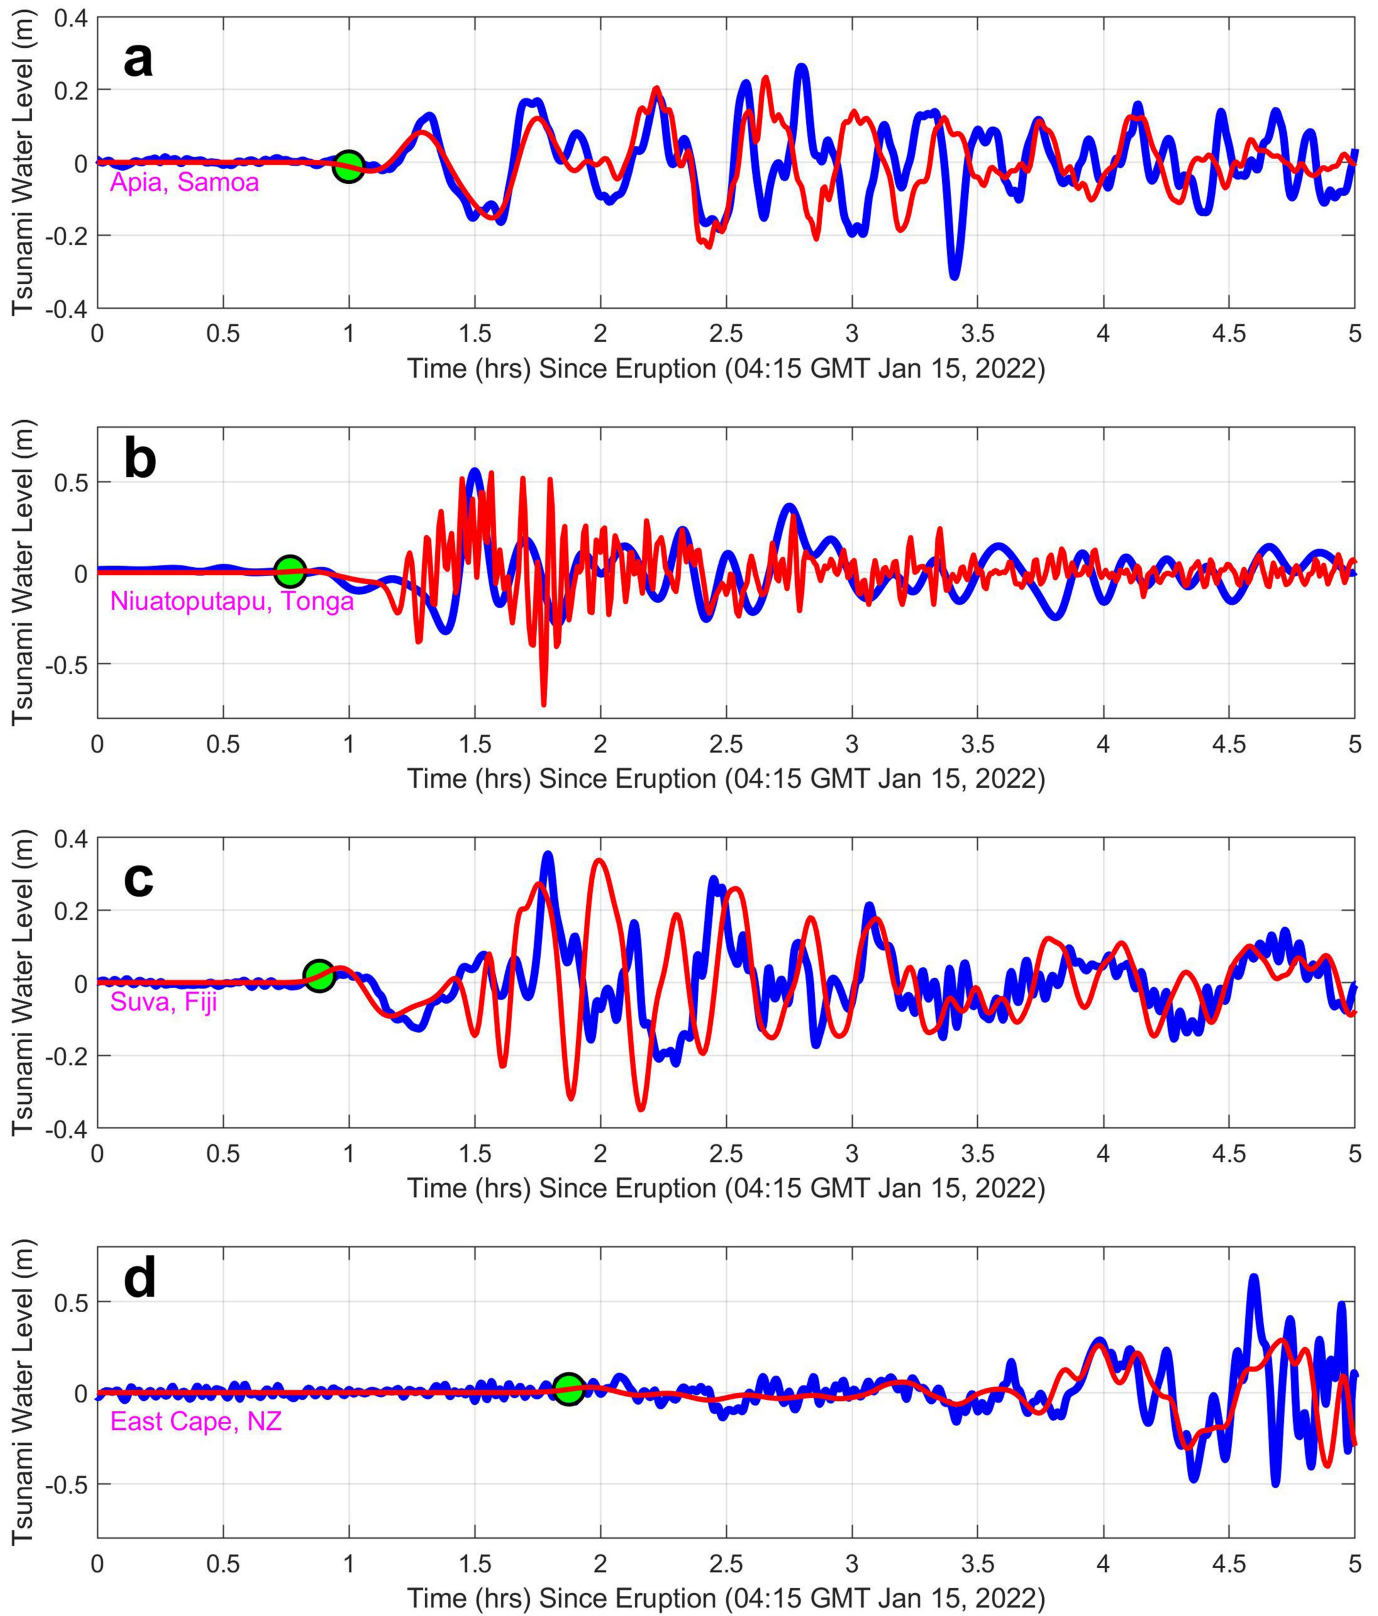 a
Tsunami Water Level (m)
0.4
0.2
0
-0.2
-0.4
Apia, Samoa
0 0.5 1 1.5 2 2.5 3 3.5 4 4.5 5
Time (hrs) Since Eruption (04:15 GMT Jan 15, 2022)
b
Tsunami Water Level (m)
0.5
0
-0.5
Niuatoputapu, Tonga
0 0.5 1 1.5 2 2.5 3 3.5 4 4.5 5
Time (hrs) Since Eruption (04:15 GMT Jan 15, 2022)
c
Tsunami Water Level (m)
0.4
0.2
0
-0.2
-0.4
Suva, Fiji
0 0.5 1 1.5 2 2.5 3 3.5 4 4.5 5
Time (hrs) Since Eruption (04:15 GMT Jan 15, 2022)
d
Tsunami Water Level (m)
0.5
0
-0.5
East Cape, NZ
0 0.5 1 1.5 2 2.5 3 3.5 4 4.5 5
Time (hrs) Since Eruption (04:15 GMT Jan 15, 2022)